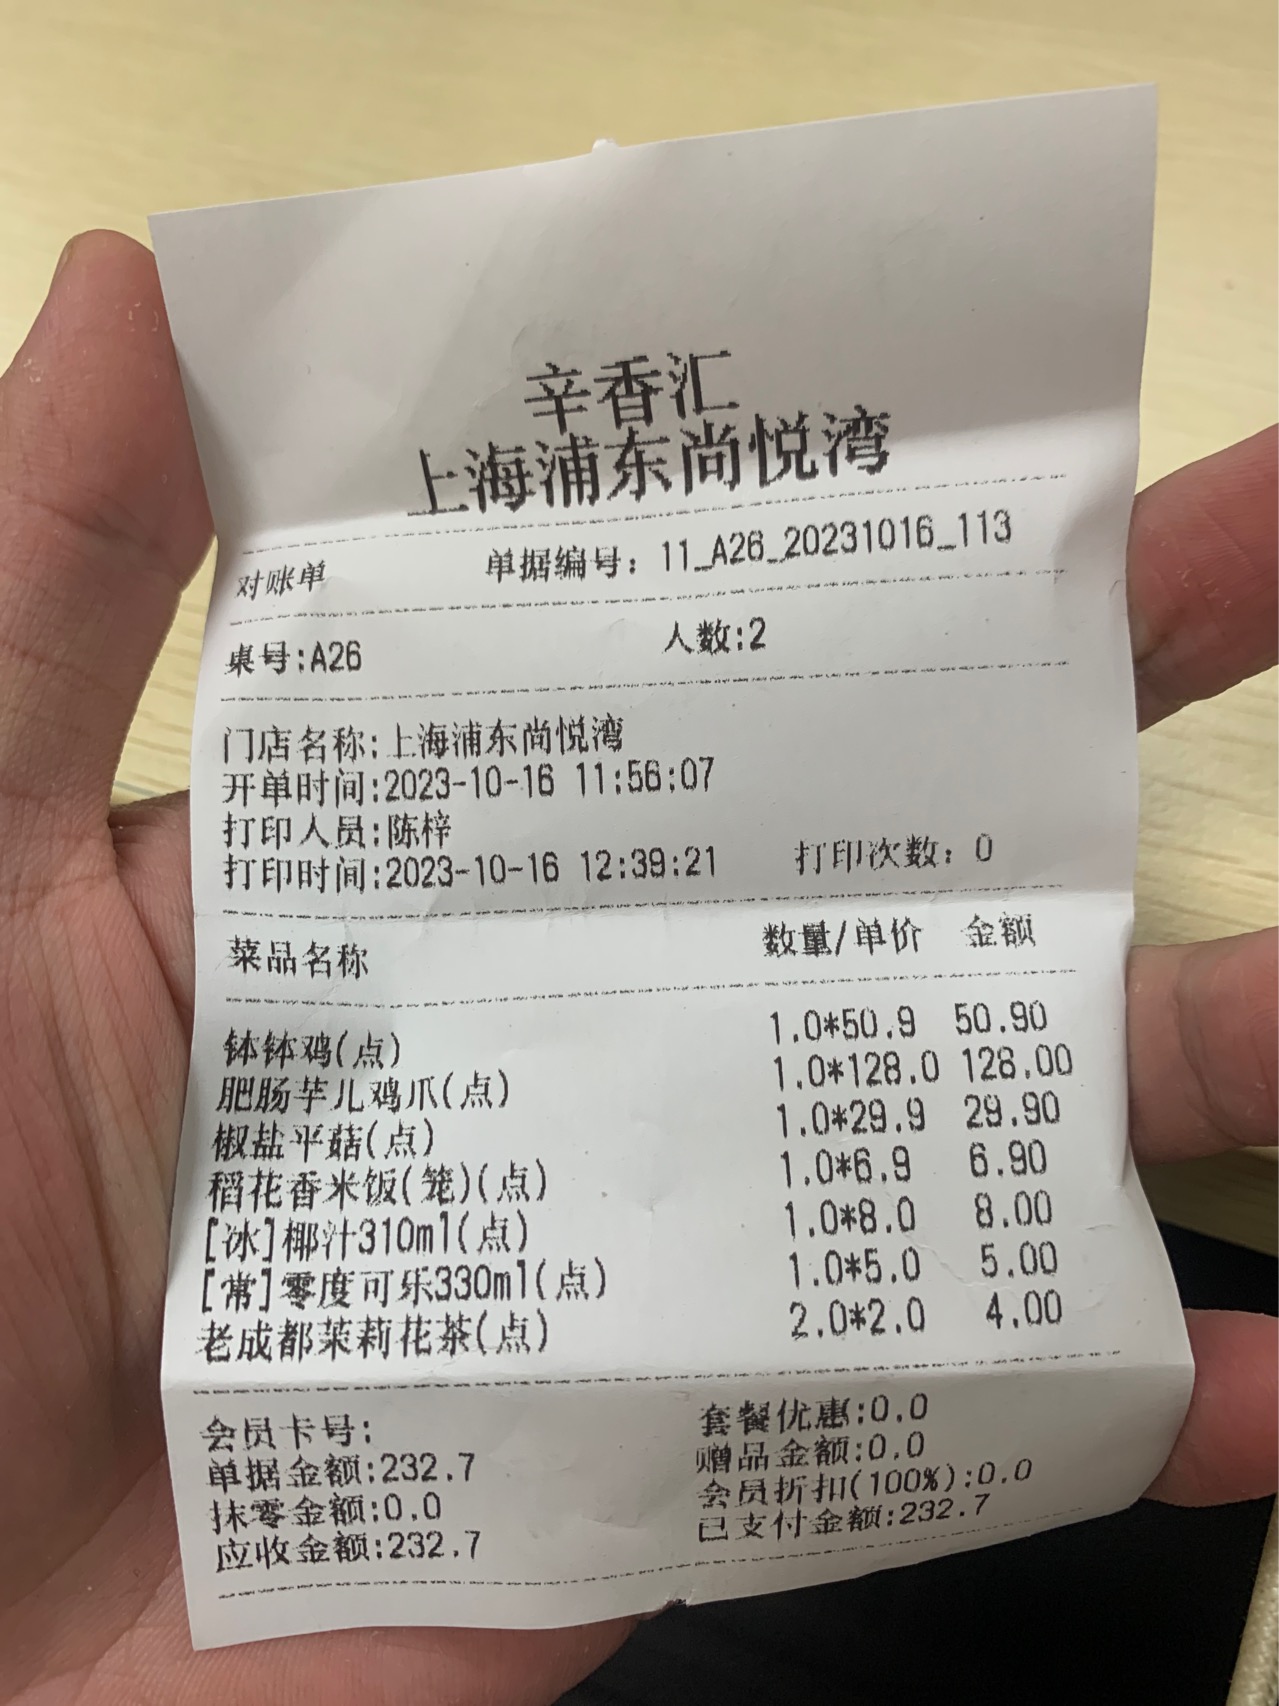 辛香汇
上海浦东尚悦湾
对账单 单据编号: 11_A26_20231016_113
桌号:A26 人数:2
门店名称:上海浦东尚悦湾
开单时间:2023-10-16 11:56:07
打印人员:陈梓
打印时间:2023-10-16 12:39:21 打印次数: 0
菜品名称 数量/单价 金额
钵钵鸡(点) 1.0*50.9 50.90
肥肠芋儿鸡爪(点) 1.0*128.0 128.00
椒盐平菇(点) 1.0*29.9 29.90
稻花香米饭(笼)(点) 1.0*6.9 6.90
[冰]椰汁310ml(点) 1.0*8.0 8.00
[常]零度可乐330ml(点) 1.0*5.0 5.00
老成都茉莉花茶(点) 2.0*2.0 4.00
会员卡号: 套餐优惠:0.0
单据金额:232.7 赠品金额:0.0
抹零金额:0.0 会员折扣(100%):0.0
应收金额:232.7 已支付金额:232.7